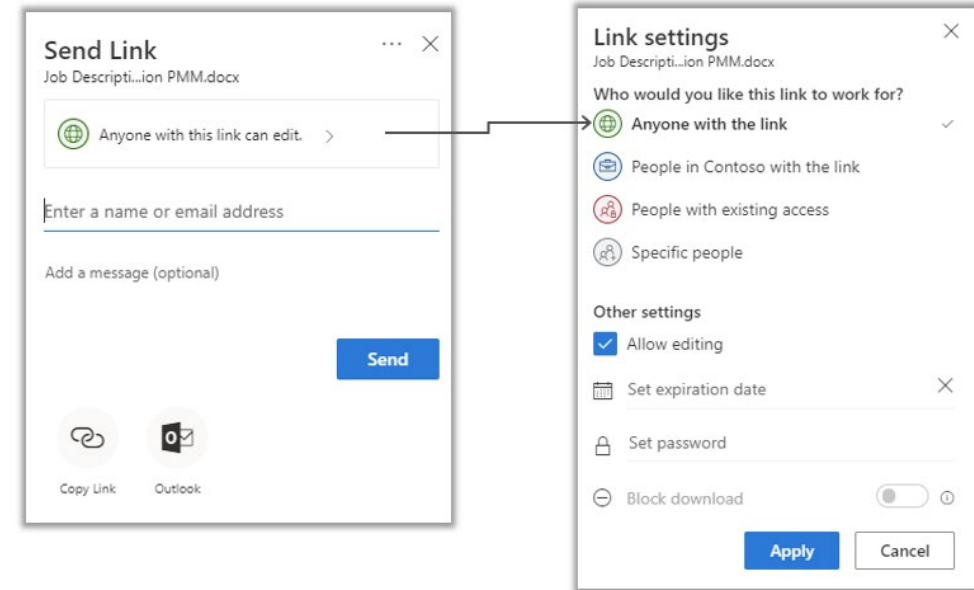 Send Link
Job Descripti...ion PMM.docx
Anyone with this link can edit.
Enter a name or email address
Add a message (optional)
Send
Copy Link
Outlook
Link settings
Job Descripti...ion PMM.docx
Who would you like this link to work for?
Anyone with the link
People in Contoso with the link
People with existing access
Specific people
Other settings
Allow editing
Set expiration date
Set password
Block download
Apply
Cancel